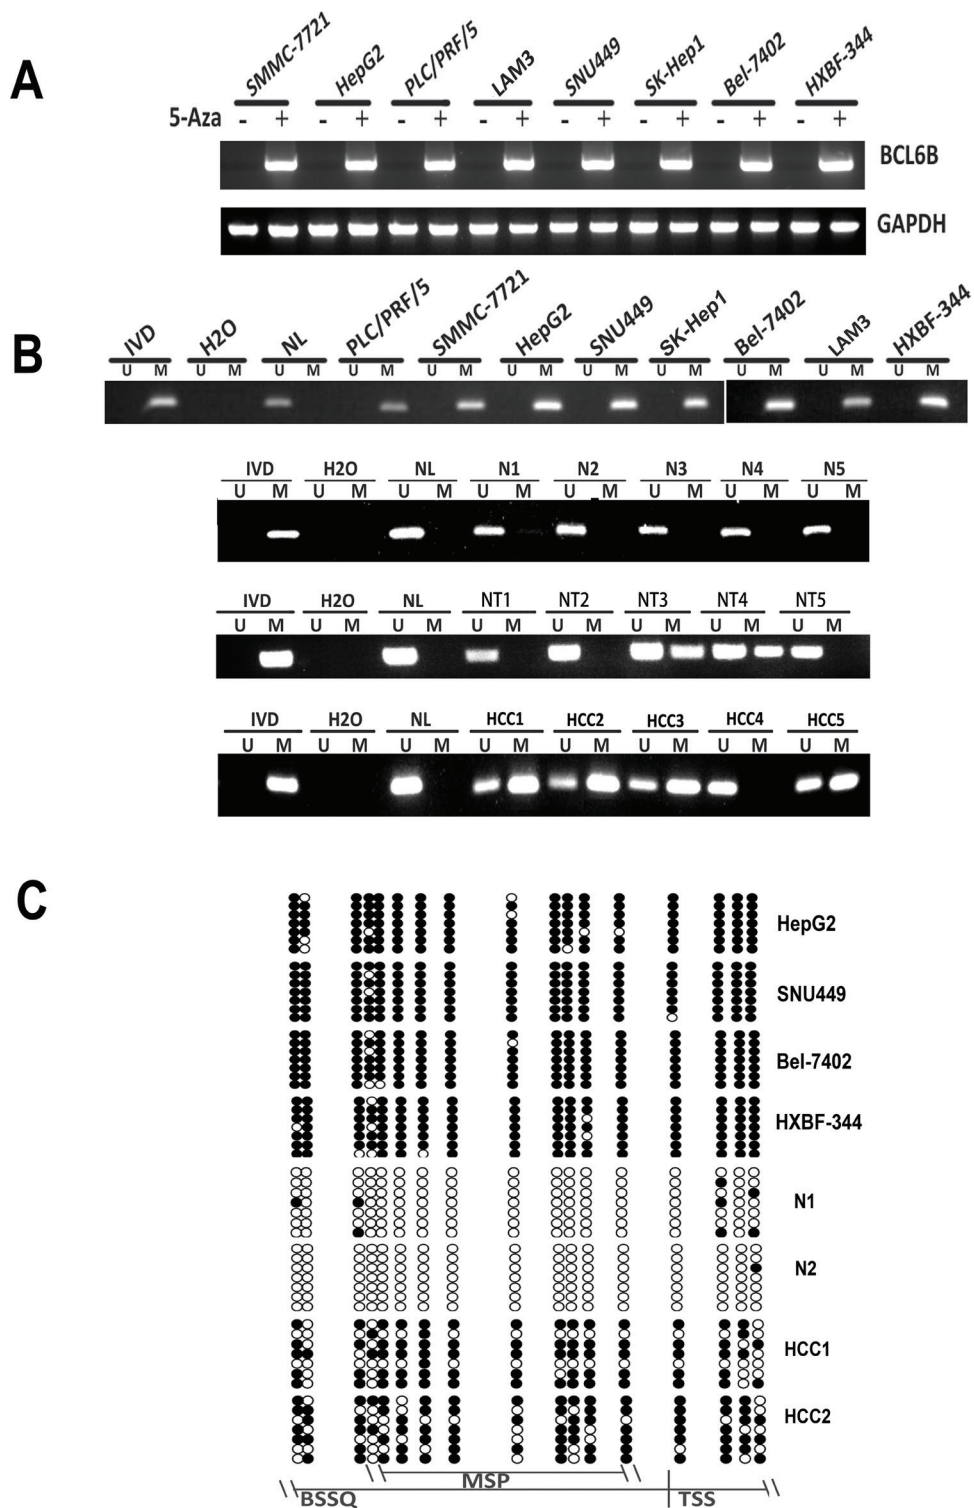 A
SMMC-7721 HepG2 PLC/PRF/5 LAM3 SNU449 SK-Hep1 Bel-7402 HXBF-344
5-Aza - + - + - + - + - + - + - + - +
BCL6B
GAPDH
B
IVD H2O NL PLC/PRF/5 SMMC-7721 HepG2 SNU449 SK-Hep1 Bel-7402 LAM3 HXBF-344
U M U M U M U M U M U M U M U M U M U M U M
IVD H2O NL N1 N2 N3 N4 N5
U M U M U M U M U M U M U M U M
IVD H2O NL NT1 NT2 NT3 NT4 NT5
U M U M U M U M U M U M U M U M
IVD H2O NL HCC1 HCC2 HCC3 HCC4 HCC5
U M U M U M U M U M U M U M U M
C
HepG2
SNU449
Bel-7402
HXBF-344
N1
N2
HCC1
HCC2
MSP
BSSQ TSS